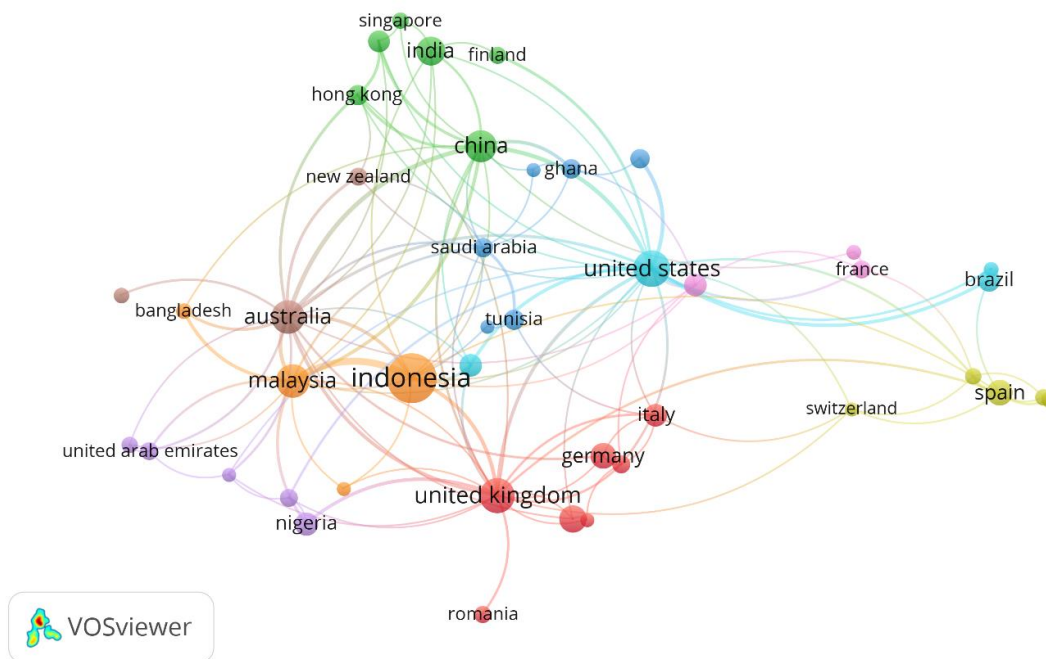 singapore
india
finland
hong kong
china
ghana
new zealand
saudi arabia
united states
france
brazil
bangladesh
australia
tunisia
malaysia
indonesia
switzerland
spain
italy
united arab emirates
germany
united kingdom
nigeria
romania
VOSviewer